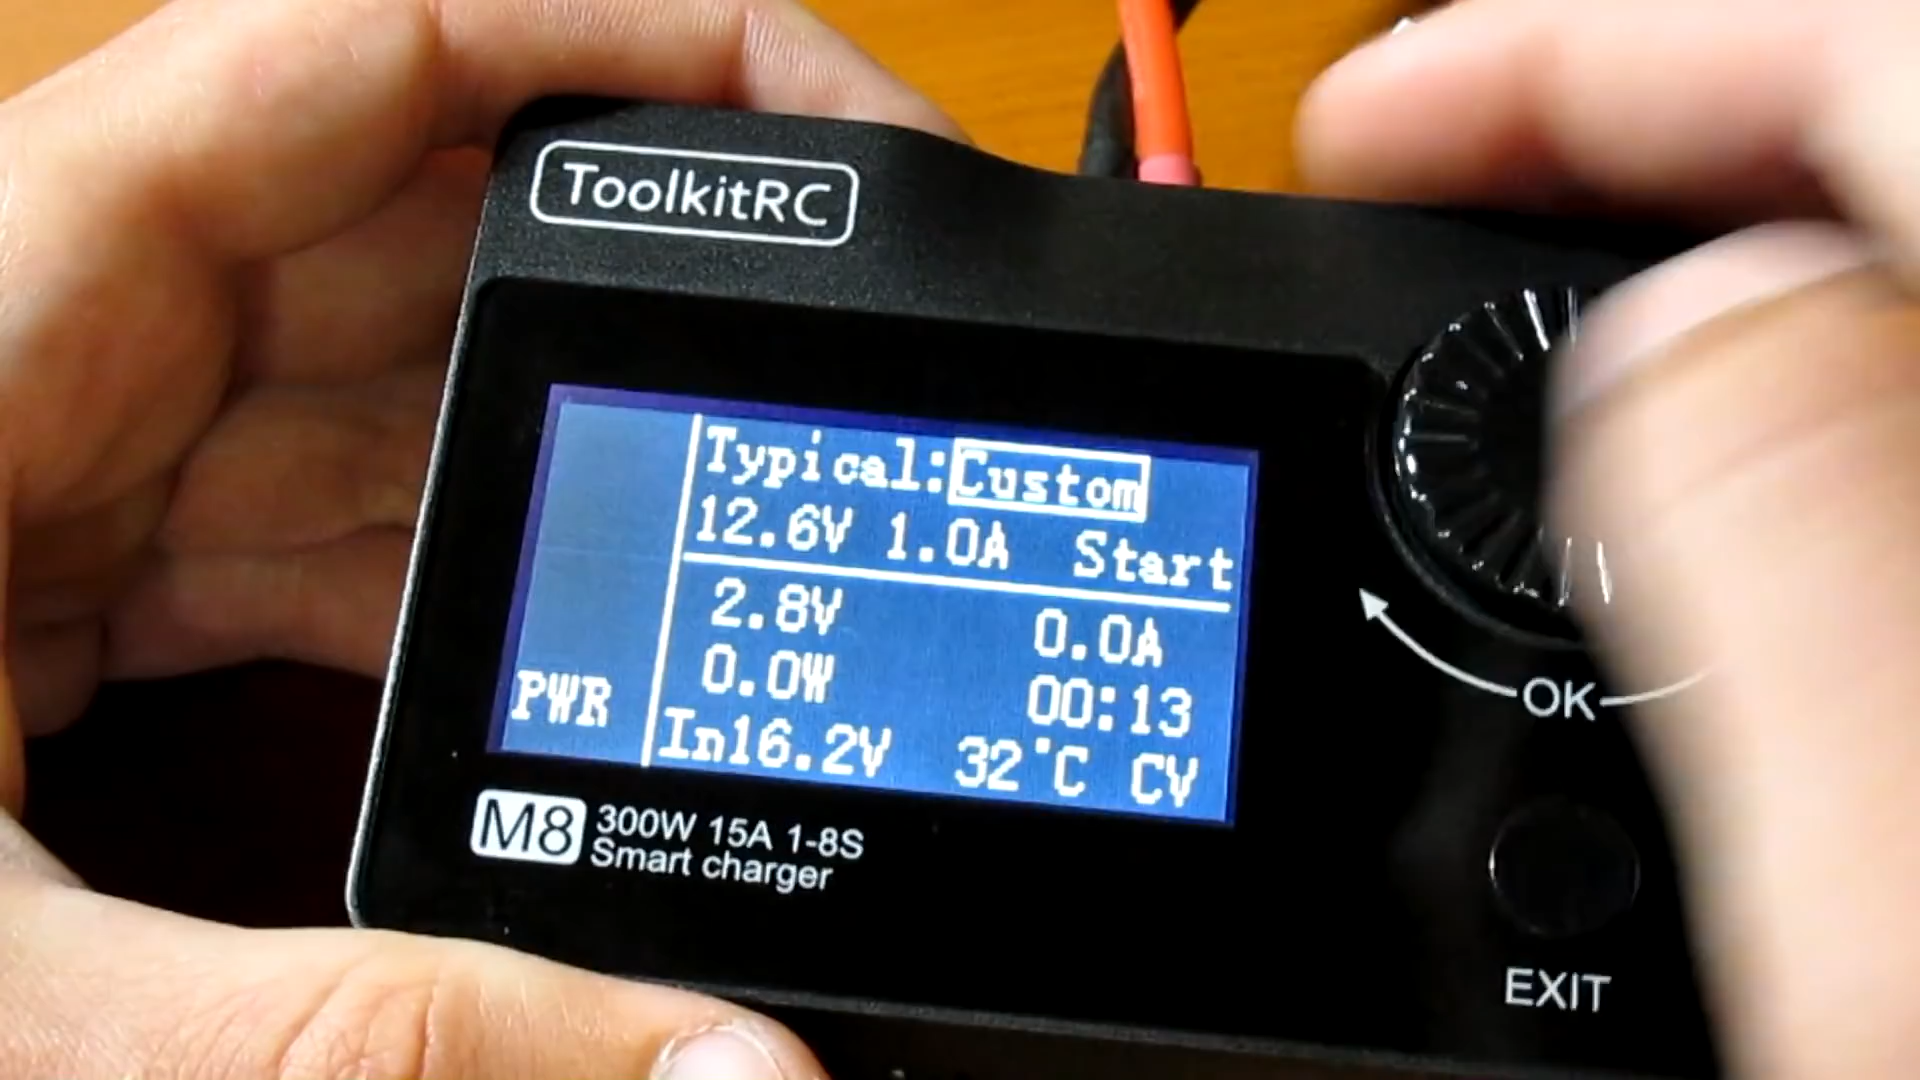 ToolkitRC
Typical:Custom
12.6V 1.0A Start
2.8V 0.0A
0.0W 00:13
PWR
In16.2V 32°C CV
M8 300W 15A 1-8S
Smart charger
OK
EXIT